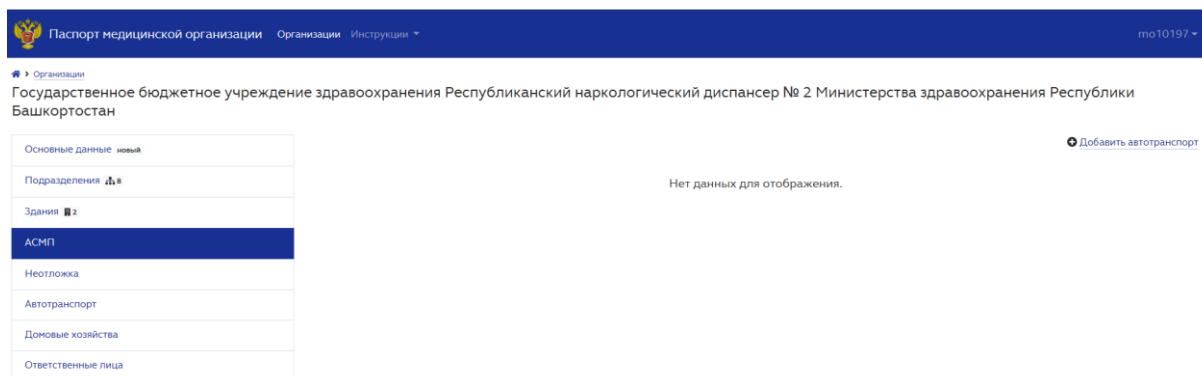 Паспорт медицинской организации Организации Инструкции mo10197
Организации
Государственное бюджетное учреждение здравоохранения Республиканский наркологический диспансер № 2 Министерства здравоохранения Республики
Башкортостан
Основные данные новый
Добавить автотранспорт
Подразделения 8
Нет данных для отображения.
Здания 2
АСМП
Неотложка
Автотранспорт
Домовые хозяйства
Ответственные лица